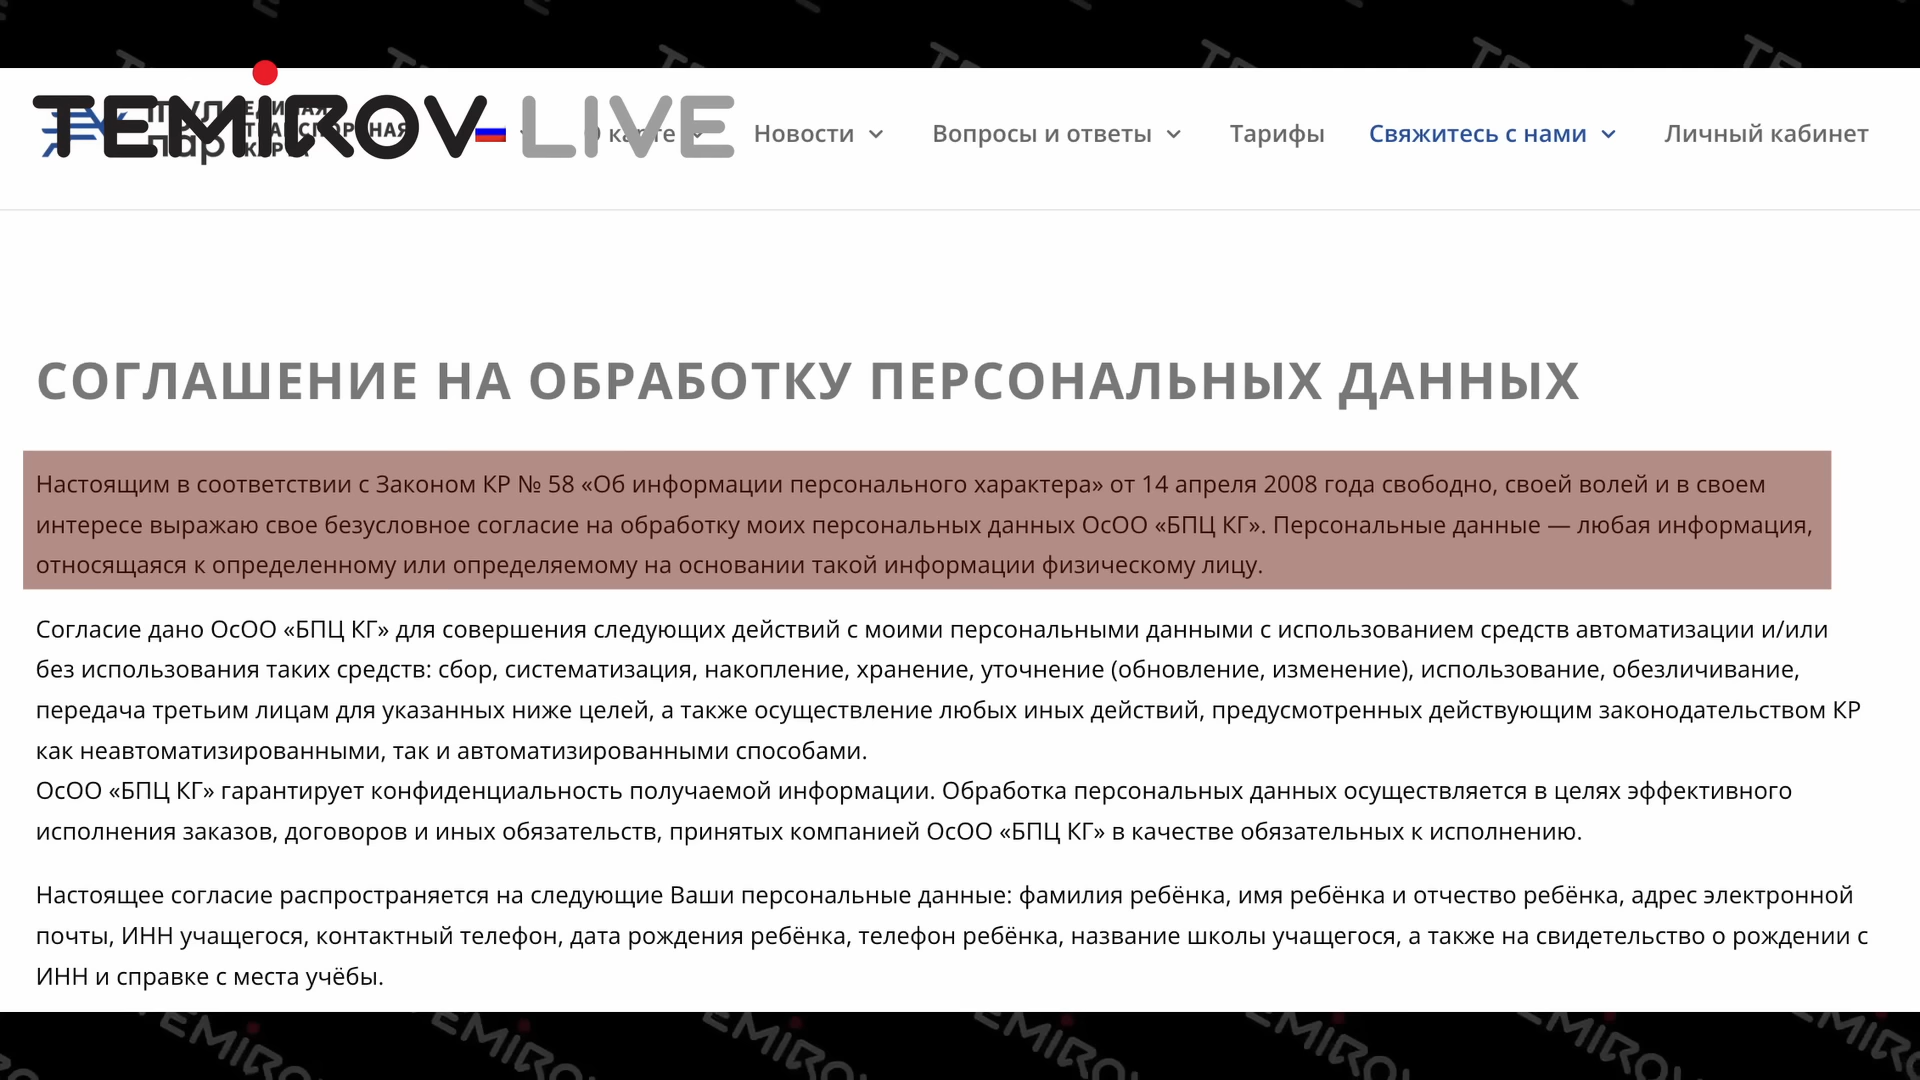 TEMIROV LIVE
тулпар ЕДИНАЯ ТРАНСПОРТНАЯ КАРТА
О карте
Новости
Вопросы и ответы
Тарифы
Свяжитесь с нами
Личный кабинет
СОГЛАШЕНИЕ НА ОБРАБОТКУ ПЕРСОНАЛЬНЫХ ДАННЫХ
Настоящим в соответствии с Законом КР № 58 «Об информации персонального характера» от 14 апреля 2008 года свободно, своей волей и в своем
интересе выражаю свое безусловное согласие на обработку моих персональных данных ОсОО «БПЦ КГ». Персональные данные — любая информация,
относящаяся к определенному или определяемому на основании такой информации физическому лицу.
Согласие дано ОсОО «БПЦ КГ» для совершения следующих действий с моими персональными данными с использованием средств автоматизации и/или
без использования таких средств: сбор, систематизация, накопление, хранение, уточнение (обновление, изменение), использование, обезличивание,
передача третьим лицам для указанных ниже целей, а также осуществление любых иных действий, предусмотренных действующим законодательством КР
как неавтоматизированными, так и автоматизированными способами.
ОсОО «БПЦ КГ» гарантирует конфиденциальность получаемой информации. Обработка персональных данных осуществляется в целях эффективного
исполнения заказов, договоров и иных обязательств, принятых компанией ОсОО «БПЦ КГ» в качестве обязательных к исполнению.
Настоящее согласие распространяется на следующие Ваши персональные данные: фамилия ребёнка, имя ребёнка и отчество ребёнка, адрес электронной
почты, ИНН учащегося, контактный телефон, дата рождения ребёнка, телефон ребёнка, название школы учащегося, а также на свидетельство о рождении с
ИНН и справке с места учёбы.